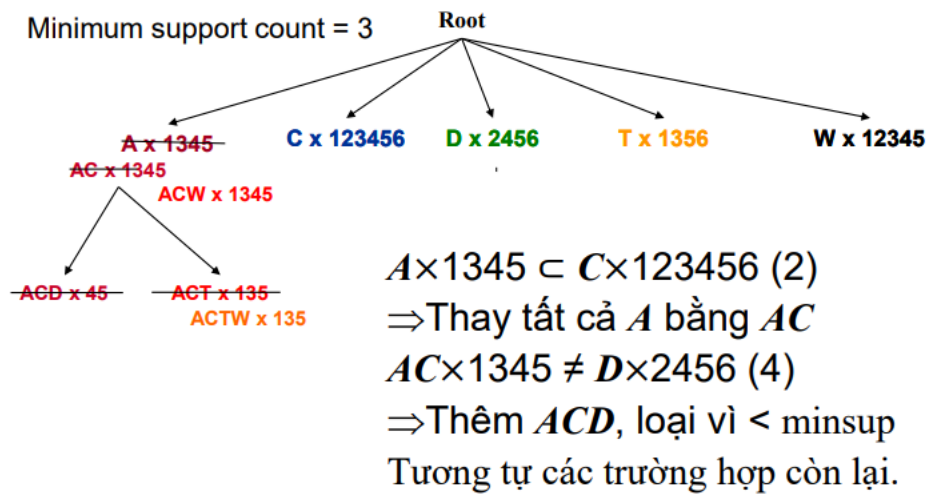 Minimum support count = 3
Root
A x 1345
C x 123456
D x 2456
T x 1356
W x 12345
AC x 1345
ACW x 1345
ACD x 45
ACT x 135
ACTW x 135
A×1345 ⊂ C×123456 (2)
⇒Thay tất cả A bằng AC
AC×1345 ≠ D×2456 (4)
⇒Thêm ACD, loại vì < minsup
Tương tự các trường hợp còn lại.